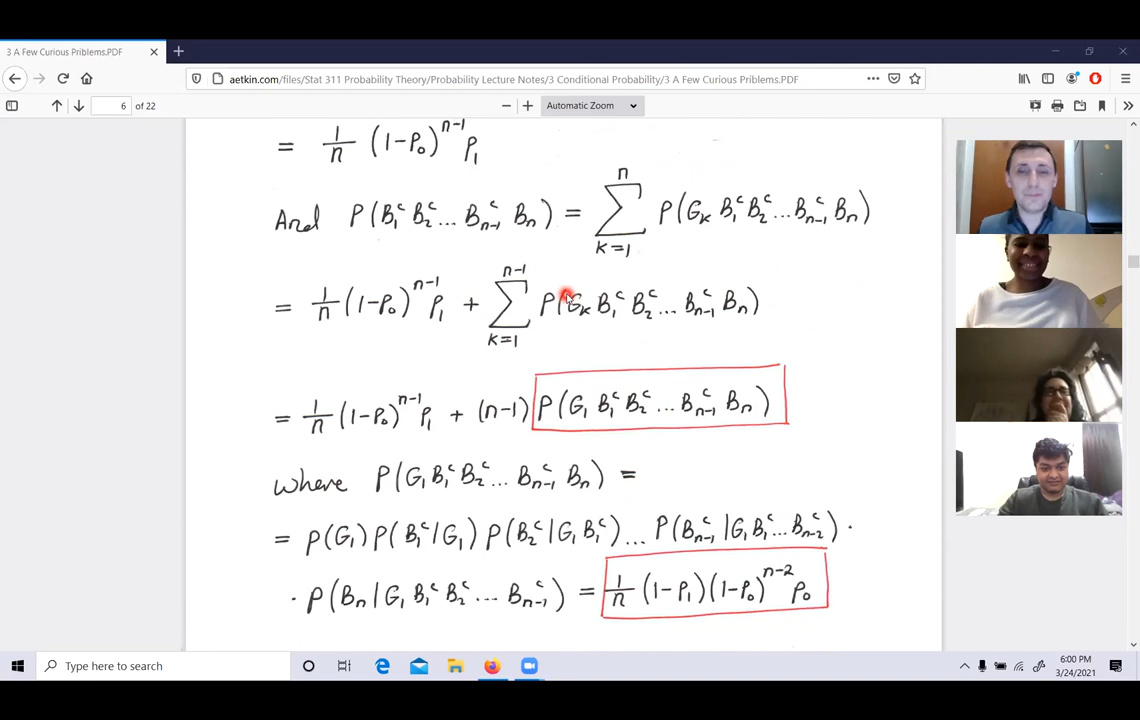 3 A Few Curious Priblems.PDF
aetkin.com/files/Stat 311 Probability Theory/Probability Lecture Notes/3 Conditional Probability/3 A Few Curious Priblems.PDF
6 of 22
Automatic Zoom
= 1/n (1-P₀)ⁿ⁻¹ P₁
And P(B₁ᶜ B₂ᶜ ... Bₙ₋₁ᶜ Bₙ) = ∑ₖ₌₁ⁿ P(Gₖ B₁ᶜ B₂ᶜ ... Bₙ₋₁ᶜ Bₙ)
= 1/n (1-P₀)ⁿ⁻¹ P₁ + ∑ₖ₌₁ⁿ⁻¹ P(Gₖ B₁ᶜ B₂ᶜ ... Bₙ₋₁ᶜ Bₙ)
= 1/n (1-P₀)ⁿ⁻¹ P₁ + (n-1) P(G₁ B₁ᶜ B₂ᶜ ... Bₙ₋₁ᶜ Bₙ)
where P(G₁ B₁ᶜ B₂ᶜ ... Bₙ₋₁ᶜ Bₙ) =
= P(G₁) P(B₁ᶜ | G₁) P(B₂ᶜ | G₁ B₁ᶜ) ... P(Bₙ₋₁ᶜ | G₁ B₁ᶜ ... Bₙ₋₂ᶜ) ·
· P(Bₙ | G₁ B₁ᶜ B₂ᶜ ... Bₙ₋₁ᶜ) = 1/n (1-P₁) (1-P₀)ⁿ⁻² P₀
Type here to search
6:00 PM
3/24/2021